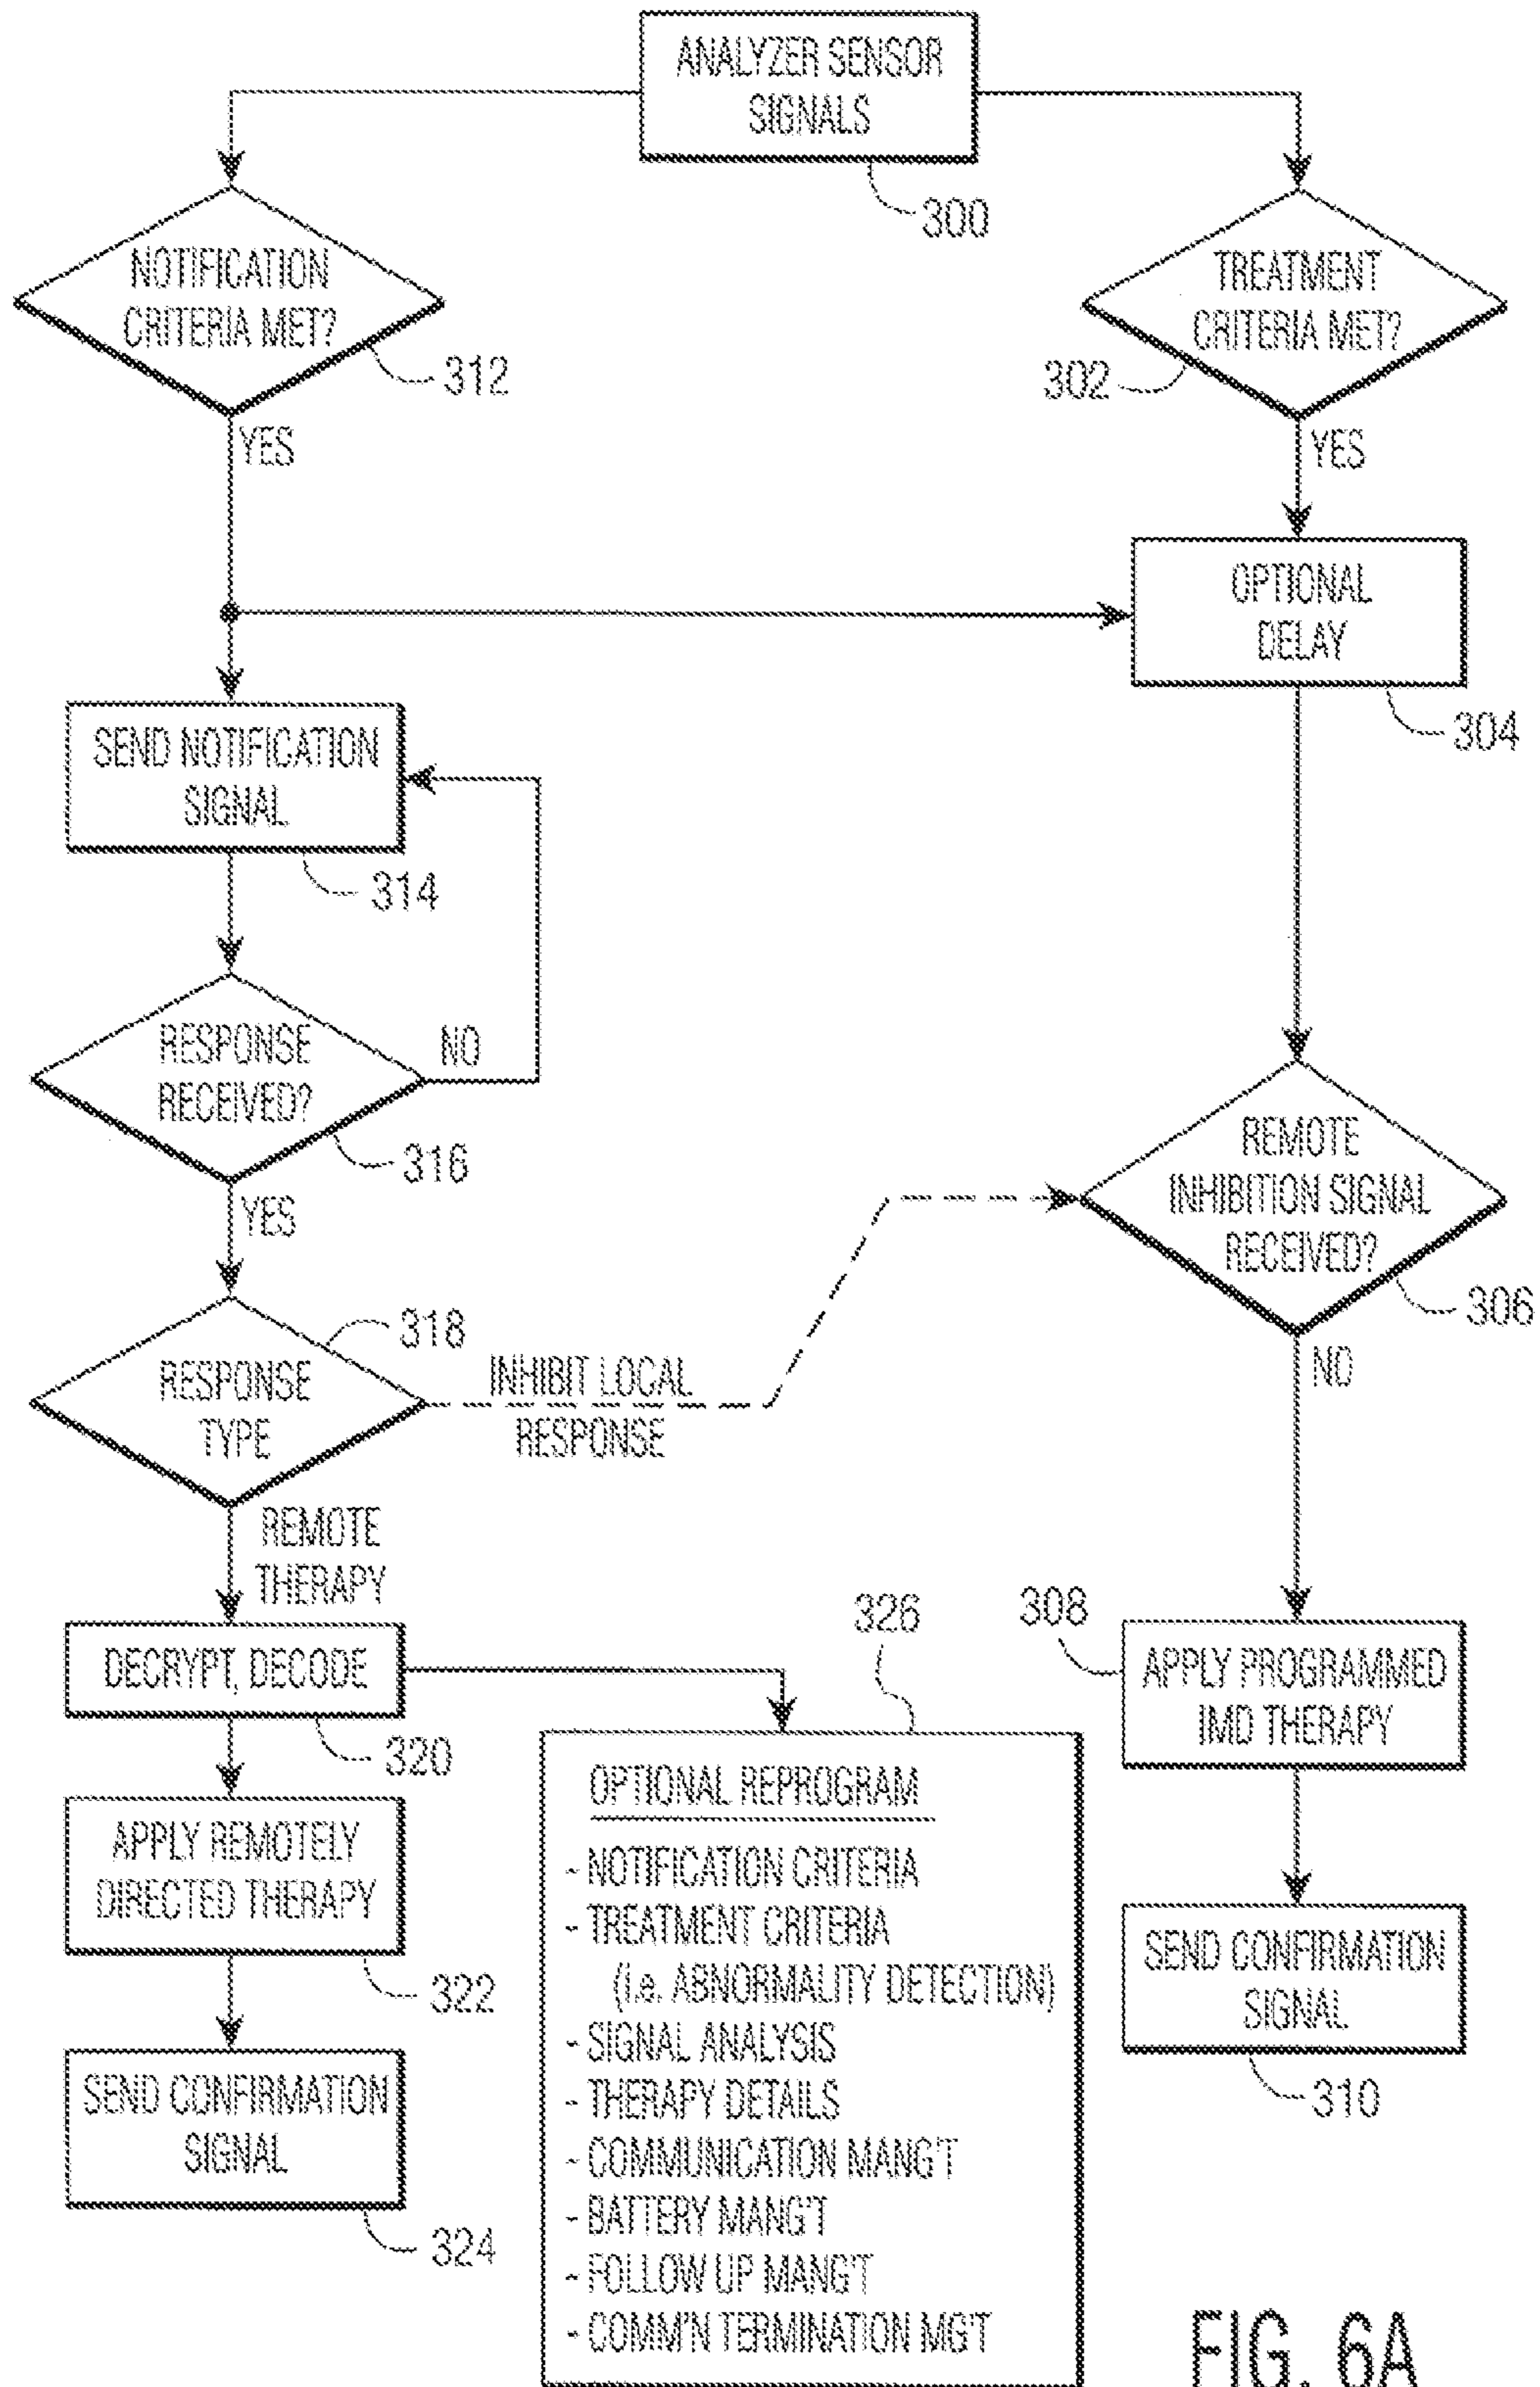 ANALYZER SENSOR
SIGNALS
300
NOTIFICATION
CRITERIA MET?
312
YES
TREATMENT
CRITERIA MET?
302
YES
OPTIONAL
DELAY
304
SEND NOTIFICATION
SIGNAL
314
RESPONSE
RECEIVED?
NO
316
YES
REMOTE
INHIBITION SIGNAL
RECEIVED?
306
NO
318
RESPONSE
TYPE
INHIBIT LOCAL
RESPONSE
REMOTE
THERAPY
DECRYPT, DECODE
320
326
308
APPLY PROGRAMMED
IMD THERAPY
APPLY REMOTELY
DIRECTED THERAPY
322
SEND CONFIRMATION
SIGNAL
324
OPTIONAL REPROGRAM
- NOTIFICATION CRITERIA
- TREATMENT CRITERIA
(i.e. ABNORMALITY DETECTION)
- SIGNAL ANALYSIS
- THERAPY DETAILS
- COMMUNICATION MANG'T
- BATTERY MANG'T
- FOLLOW UP MANG'T
- COMM'N TERMINATION MG'T
SEND CONFIRMATION
SIGNAL
310
FIG. 6A